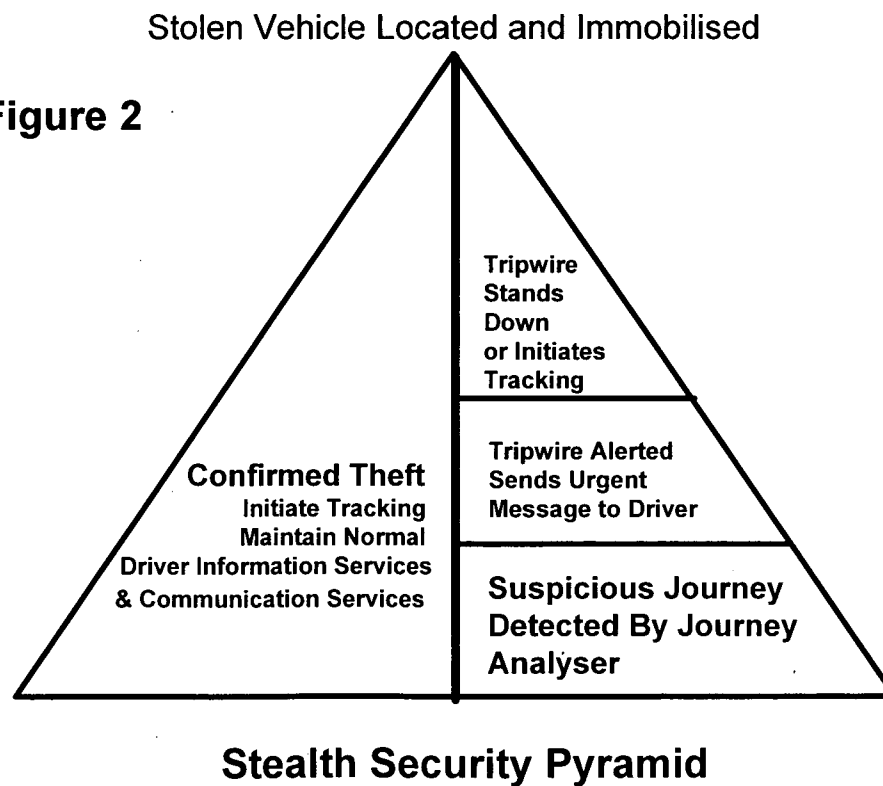 Stolen Vehicle Located and Immobilised
Figure 2
Tripwire
Stands
Down
or Initiates
Tracking
Tripwire Alerted
Sends Urgent
Message to Driver
Confirmed Theft
Initiate Tracking
Maintain Normal
Driver Information Services
& Communication Services
Suspicious Journey
Detected By Journey
Analyser
Stealth Security Pyramid